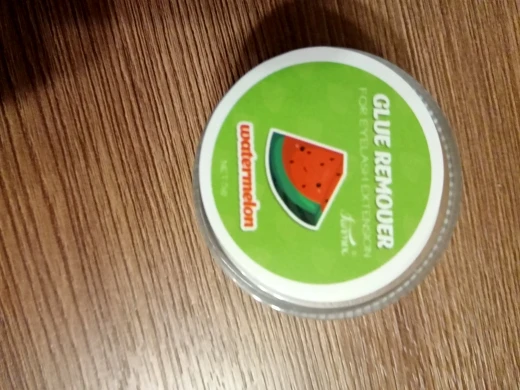 GLUE REMOVER
FOR EYELASH EXTENSION
watermelon